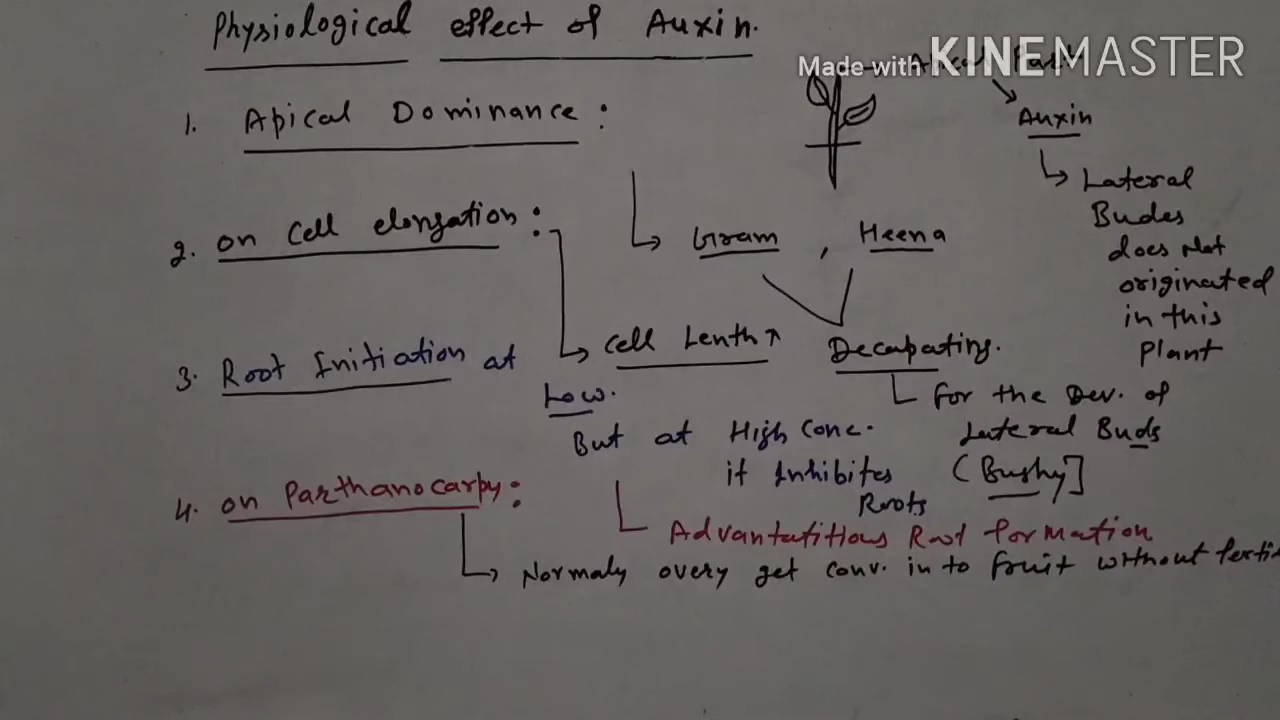 Physiological effect of Auxin.
Made with KINEMASTER
1. Apical Dominance :
Auxin
Lateral
Budes
does not
originated
in this
Plant
2. on Cell elongation :
Gram , Heena
Cell Lenth ↑
Decapating.
For the Dev. of
Lateral Buds
(Bushy]
3. Root Initiation at
Low.
But at High Conc.
it Inhibites
Roots
Advantatitious Root formation
4. on Parthanocarpy :
Normaly overy get conv. in to fruit without